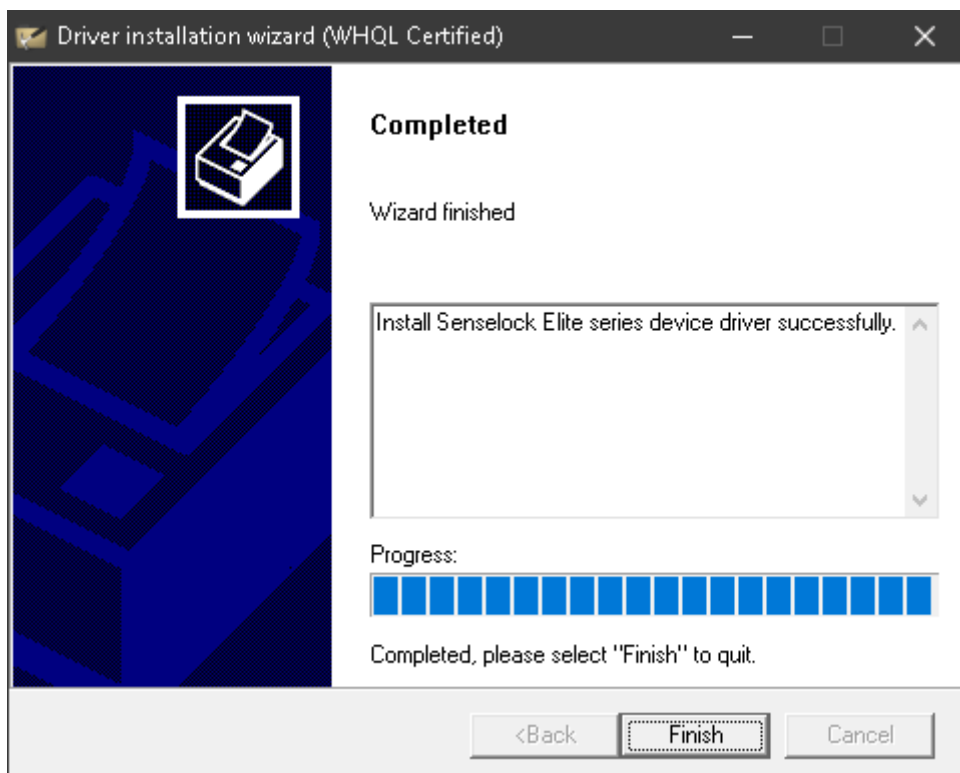 Driver installation wizard (WHQL Certified)
Completed
Wizard finished
Install Senselock Elite series device driver successfully.
Progress:
Completed, please select "Finish" to quit.
<Back
Finish
Cancel